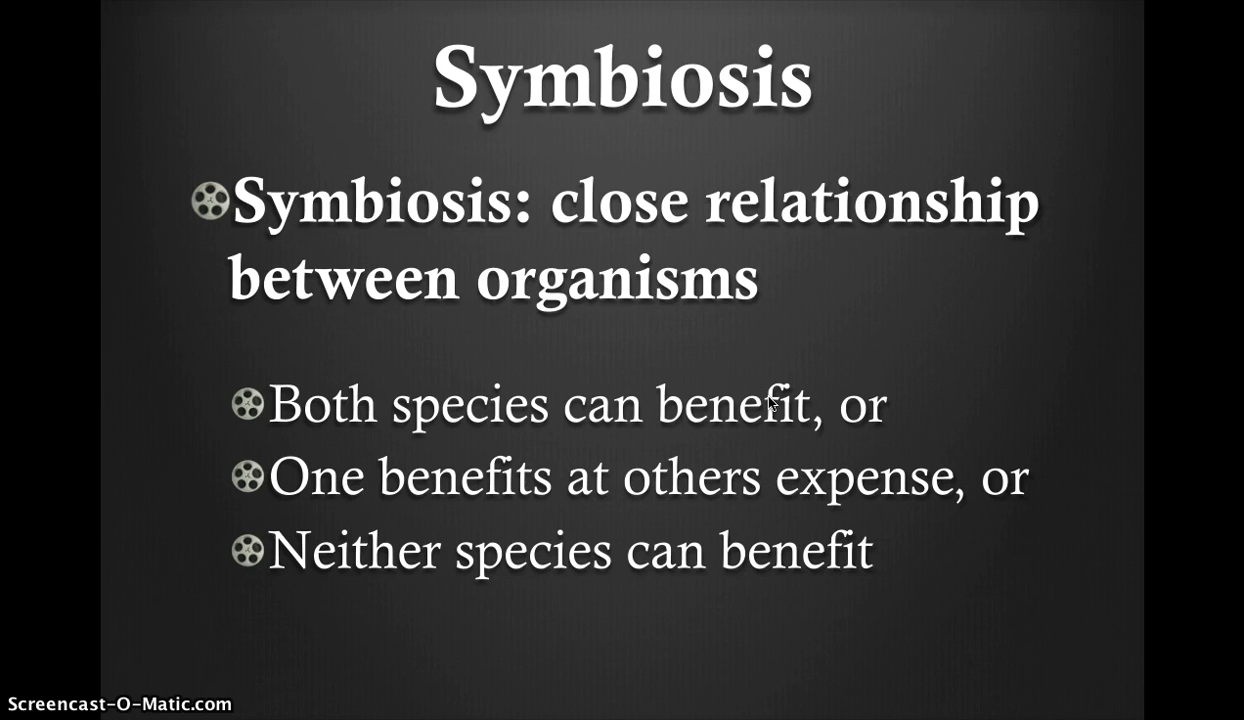 Symbiosis
Symbiosis: close relationship
between organisms
Both species can benefit, or
One benefits at others expense, or
Neither species can benefit
Screencast-O-Matic.com